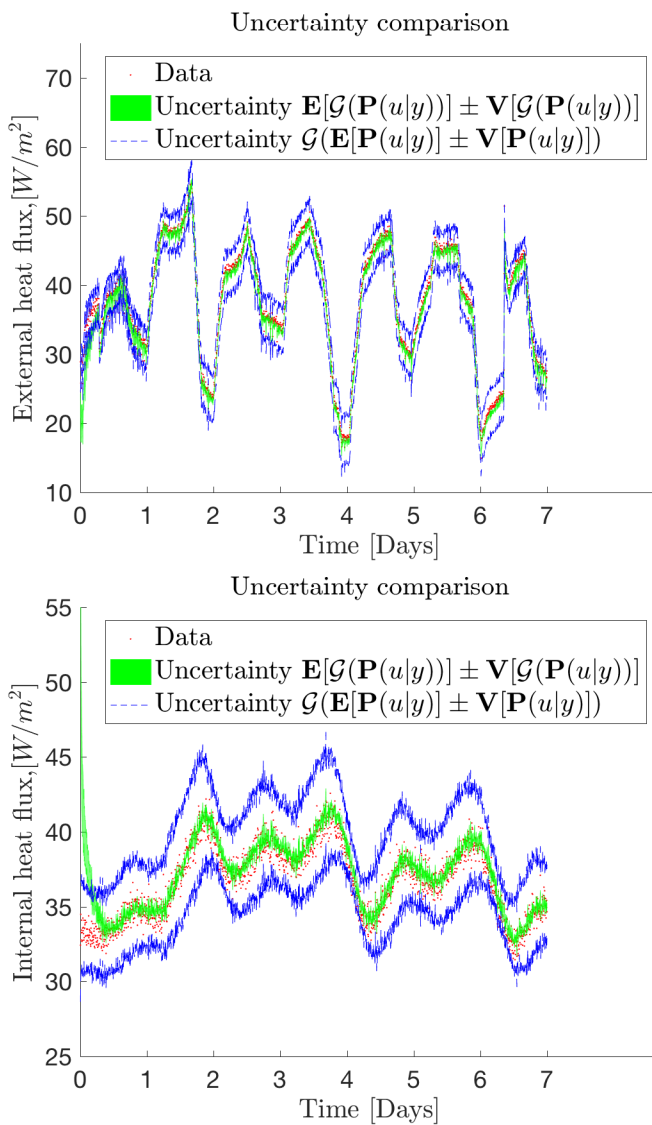 Uncertainty comparison
Data
Uncertainty E[𝒢(P(u|y))] ± V[𝒢(P(u|y))]
Uncertainty 𝒢(E[P(u|y)] ± V[P(u|y)])
External heat flux,[W/m²]
70
60
50
40
30
20
10
0 1 2 3 4 5 6 7
Time [Days]
Uncertainty comparison
Data
Uncertainty E[𝒢(P(u|y))] ± V[𝒢(P(u|y))]
Uncertainty 𝒢(E[P(u|y)] ± V[P(u|y)])
Internal heat flux,[W/m²]
55
50
45
40
35
30
25
0 1 2 3 4 5 6 7
Time [Days]